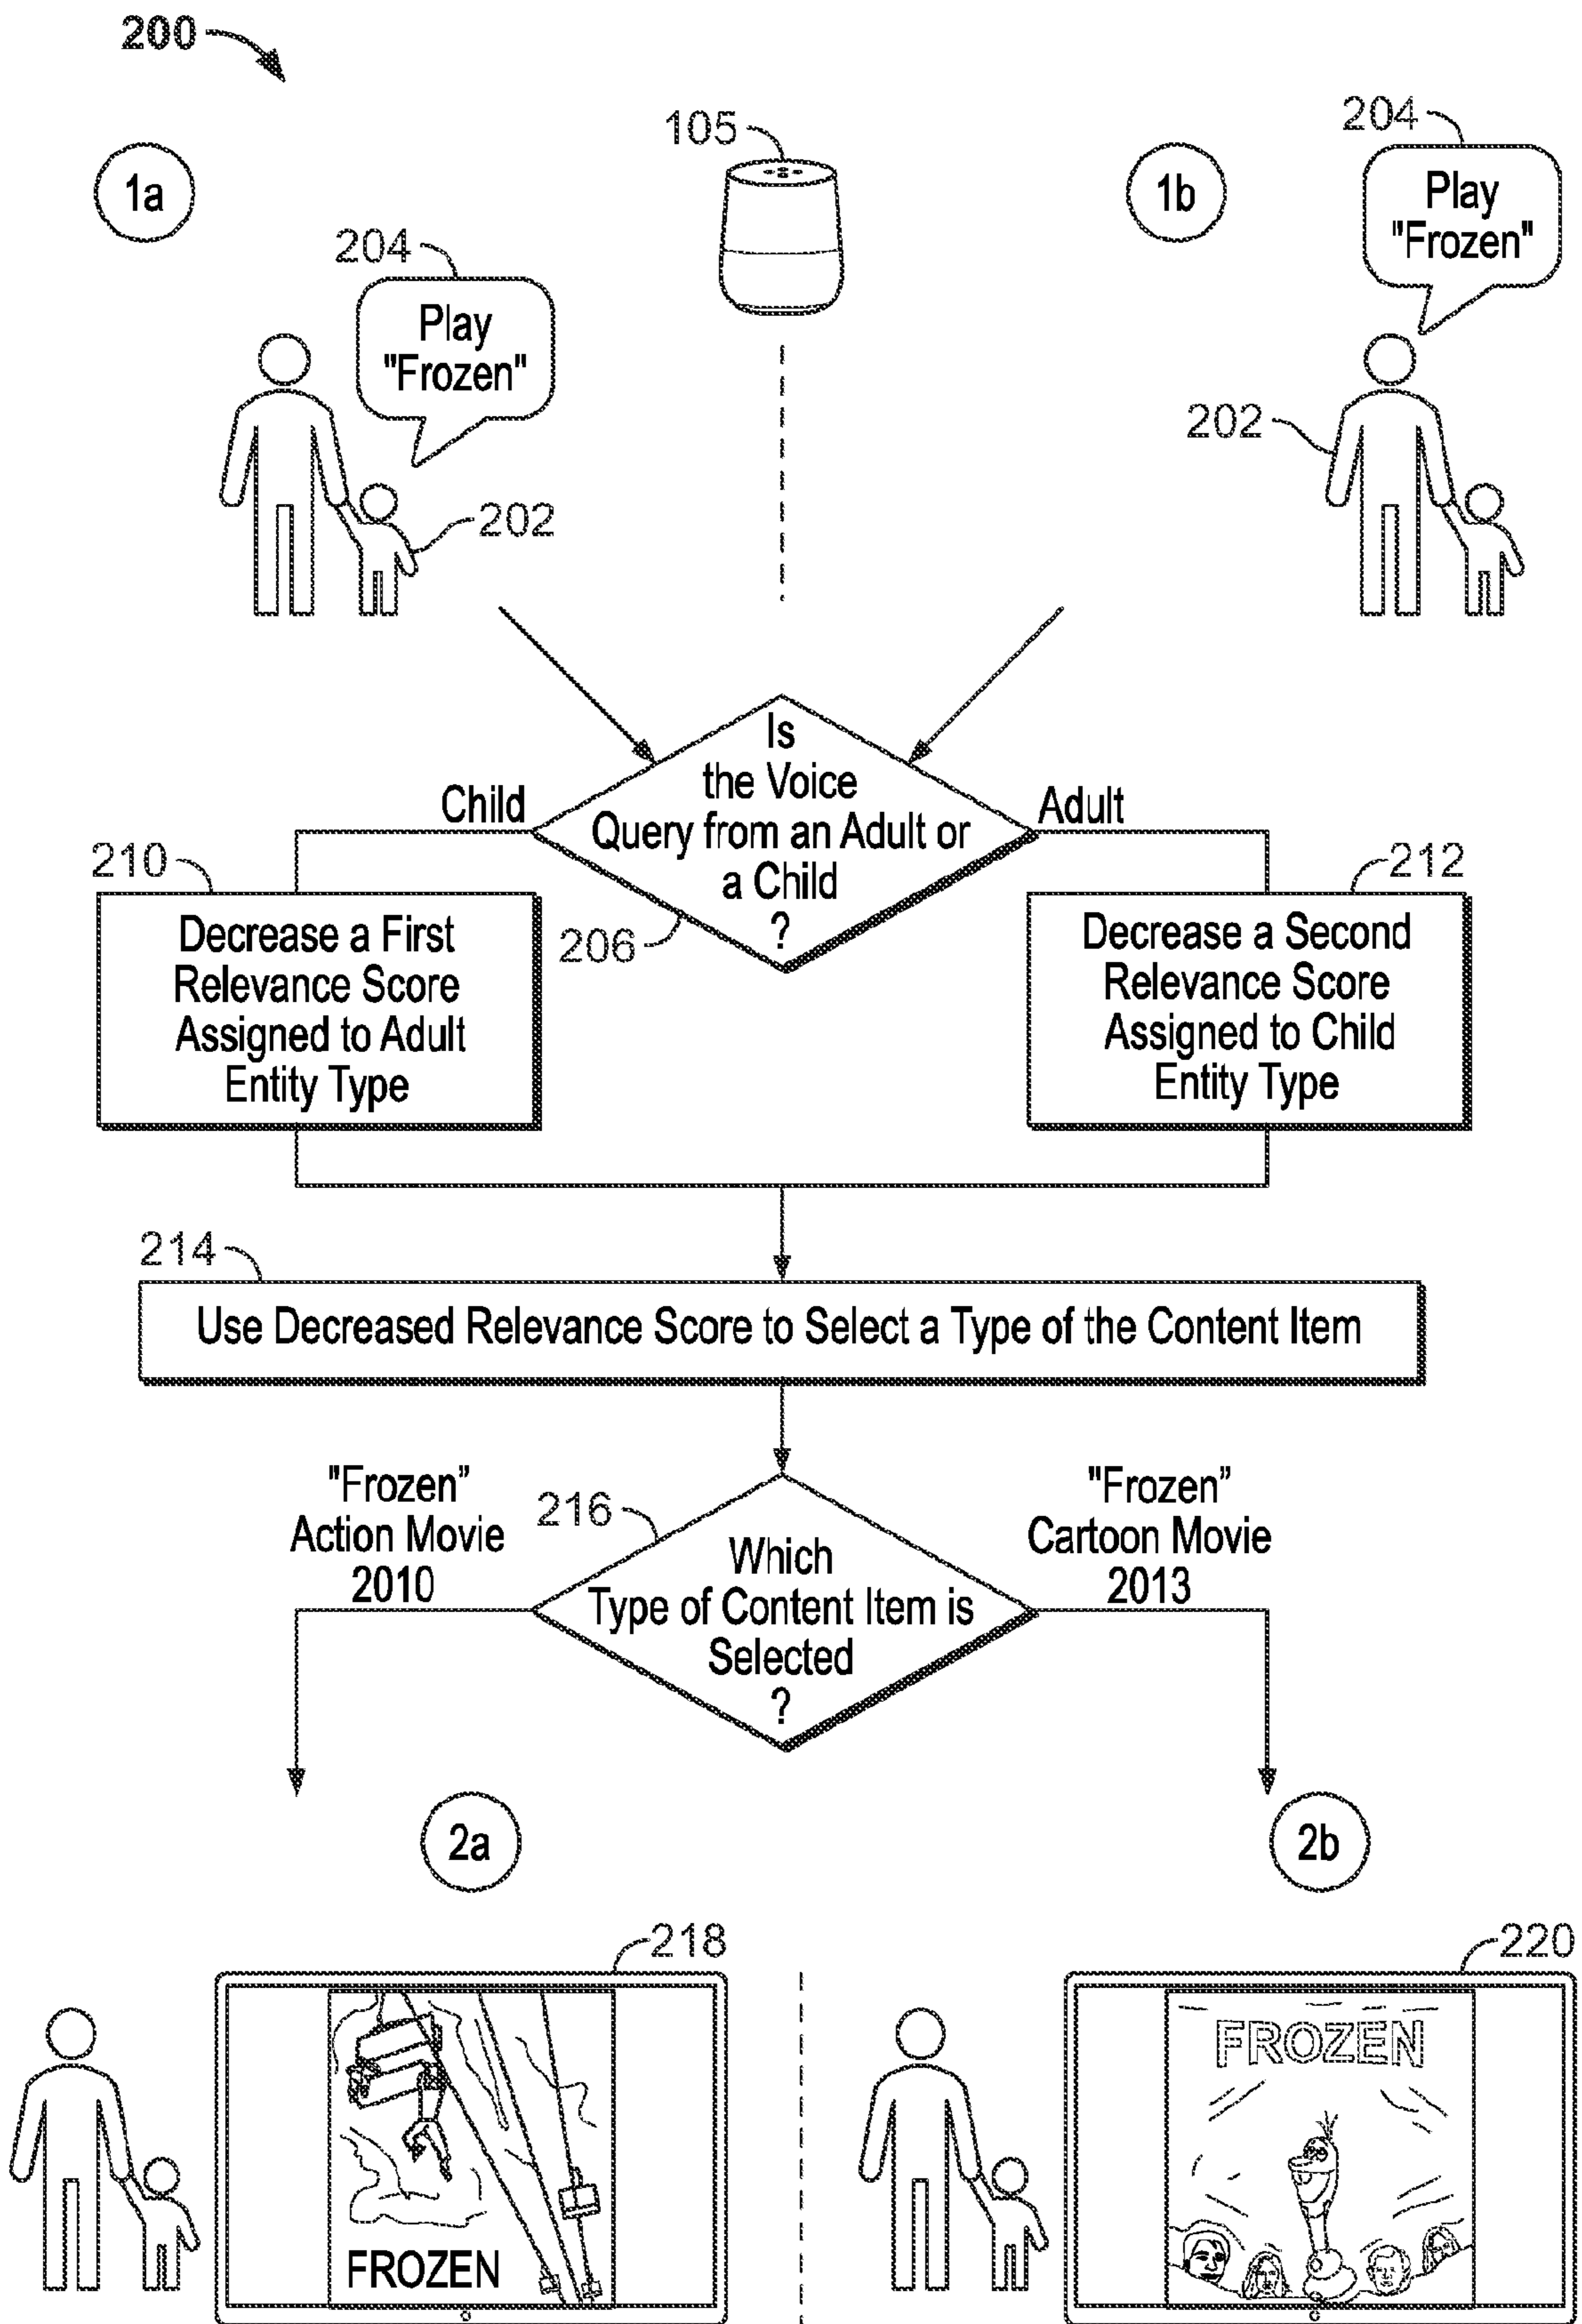 200
1a
105
1b
204
Play
"Frozen"
204
Play
"Frozen"
202
202
Is
the Voice
Query from an Adult or
a Child
?
Child
Adult
206
210
Decrease a First
Relevance Score
Assigned to Adult
Entity Type
212
Decrease a Second
Relevance Score
Assigned to Child
Entity Type
214
Use Decreased Relevance Score to Select a Type of the Content Item
"Frozen"
Action Movie
2010
216
Which
Type of Content Item is
Selected
?
"Frozen"
Cartoon Movie
2013
2a
2b
218
FROZEN
220
FROZEN